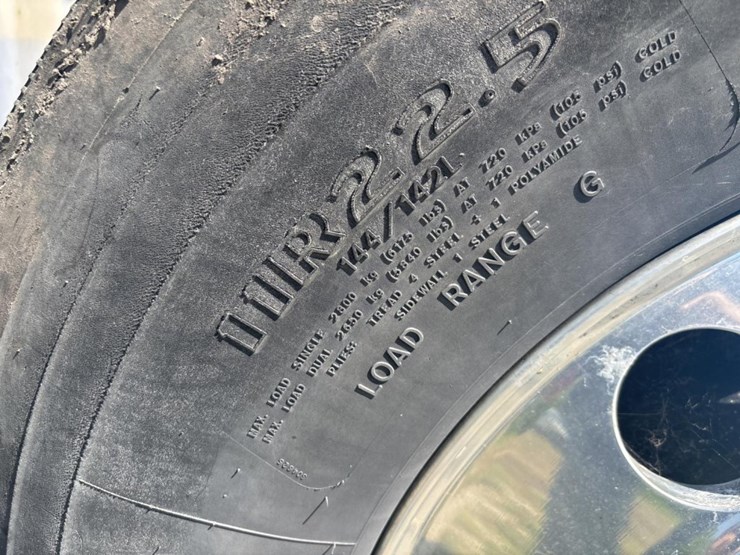 11R22.5
144/142L
MAX. LOAD SINGLE 2800 kg (6175 lbs) AT 720 kPa (105 psi) COLD
MAX. LOAD DUAL 2650 kg (5840 lbs) AT 720 kPa (105 psi) COLD
PLIES: TREAD 4 STEEL + 1 POLYAMIDE
SIDEWALL 1 STEEL
LOAD RANGE G